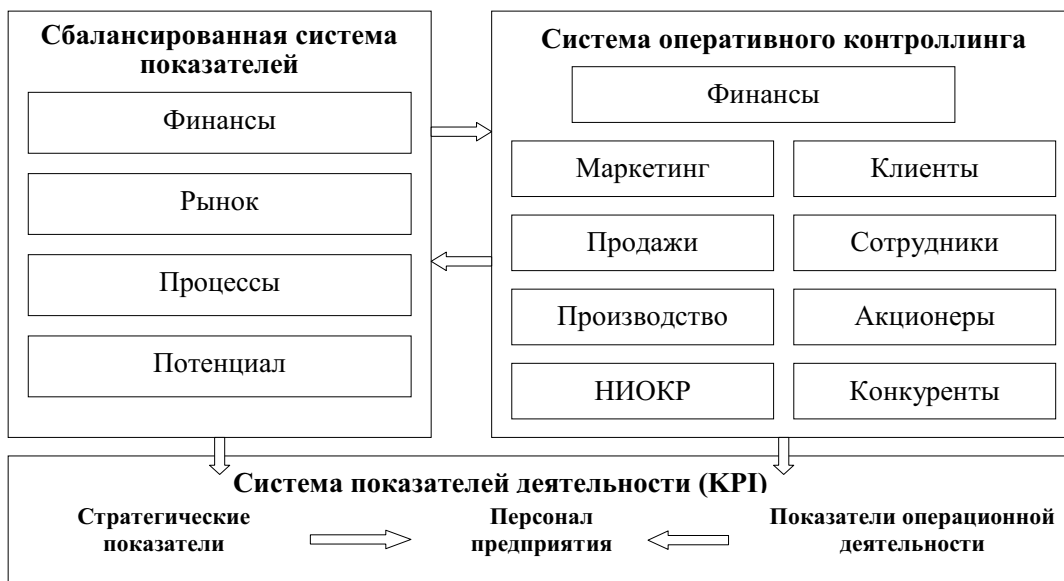 Сбалансированная система
показателей
Финансы
Рынок
Процессы
Потенциал
Система оперативного контроллинга
Финансы
Маркетинг
Клиенты
Продажи
Сотрудники
Производство
Акционеры
НИОКР
Конкуренты
Система показателей деятельности (KPI)
Стратегические
показатели
Персонал
предприятия
Показатели операционной
деятельности